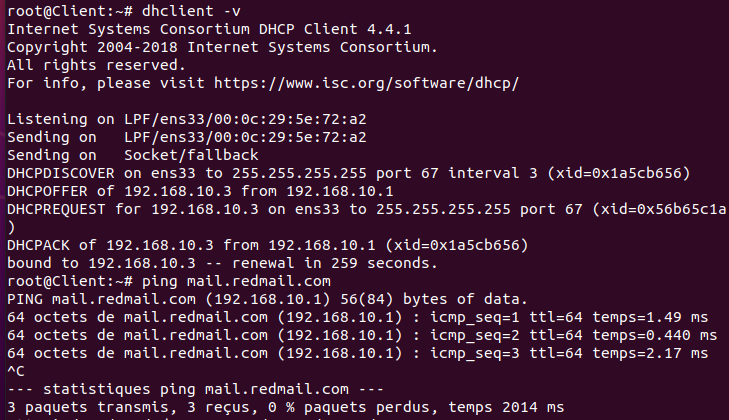 root@Client:~# dhclient -v
Internet Systems Consortium DHCP Client 4.4.1
Copyright 2004-2018 Internet Systems Consortium.
All rights reserved.
For info, please visit https://www.isc.org/software/dhcp/

Listening on LPF/ens33/00:0c:29:5e:72:a2
Sending on   LPF/ens33/00:0c:29:5e:72:a2
Sending on   Socket/fallback
DHCPDISCOVER on ens33 to 255.255.255.255 port 67 interval 3 (xid=0x1a5cb656)
DHCPOFFER of 192.168.10.3 from 192.168.10.1
DHCPREQUEST for 192.168.10.3 on ens33 to 255.255.255.255 port 67 (xid=0x56b65c1a
)
DHCPACK of 192.168.10.3 from 192.168.10.1 (xid=0x1a5cb656)
bound to 192.168.10.3 -- renewal in 259 seconds.
root@Client:~# ping mail.redmail.com
PING mail.redmail.com (192.168.10.1) 56(84) bytes of data.
64 octets de mail.redmail.com (192.168.10.1) : icmp_seq=1 ttl=64 temps=1.49 ms
64 octets de mail.redmail.com (192.168.10.1) : icmp_seq=2 ttl=64 temps=0.440 ms
64 octets de mail.redmail.com (192.168.10.1) : icmp_seq=3 ttl=64 temps=2.17 ms
^C
--- statistiques ping mail.redmail.com ---
3 paquets transmis, 3 reçus, 0 % paquets perdus, temps 2014 ms